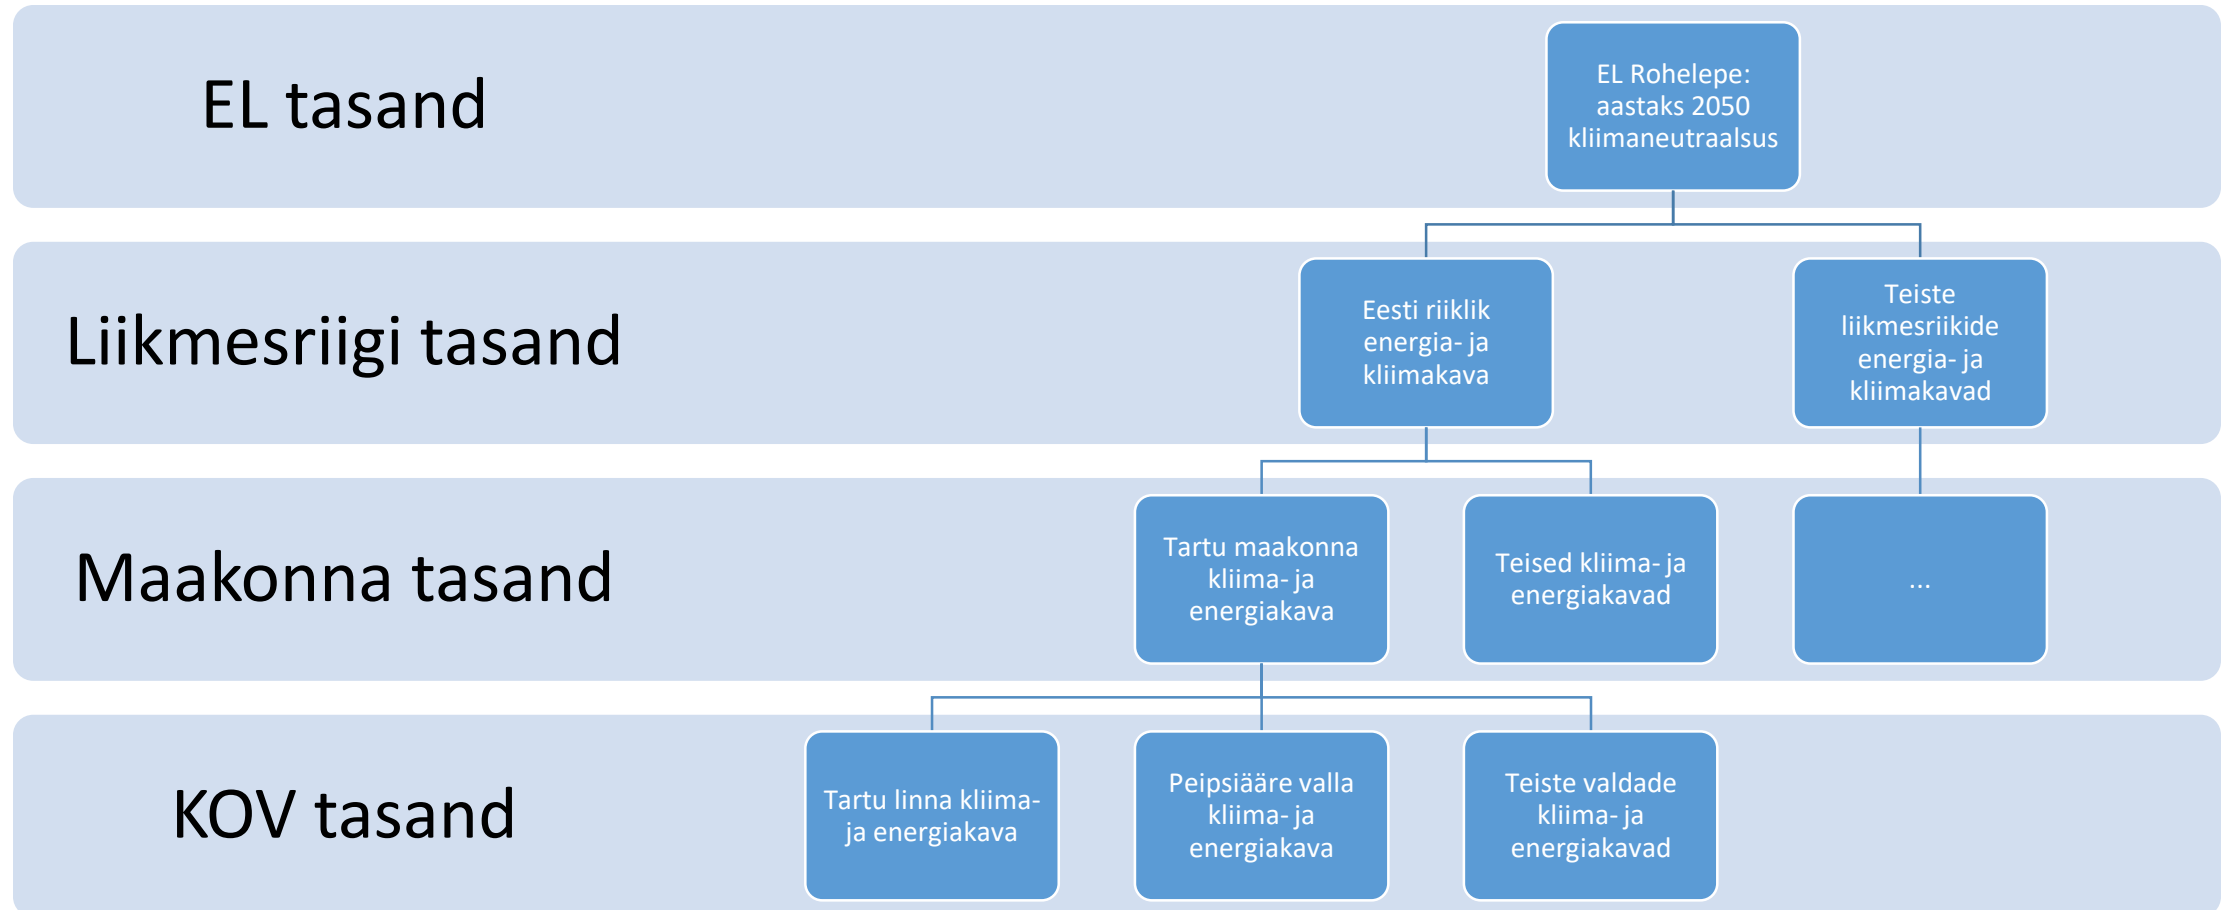 EL tasand
EL Rohelepe:
aastaks 2050
kliimaneutraalsus
Liikmesriigi tasand
Eesti riiklik
energia- ja
kliimakava
Teiste
liikmesriikide
energia- ja
kliimakavad
Maakonna tasand
Tartu maakonna
kliima- ja
energiakava
Teised kliima- ja
energiakavad
...
KOV tasand
Tartu linna kliima-
ja energiakava
Peipsiääre valla
kliima- ja
energiakava
Teiste valdade
kliima- ja
energiakavad